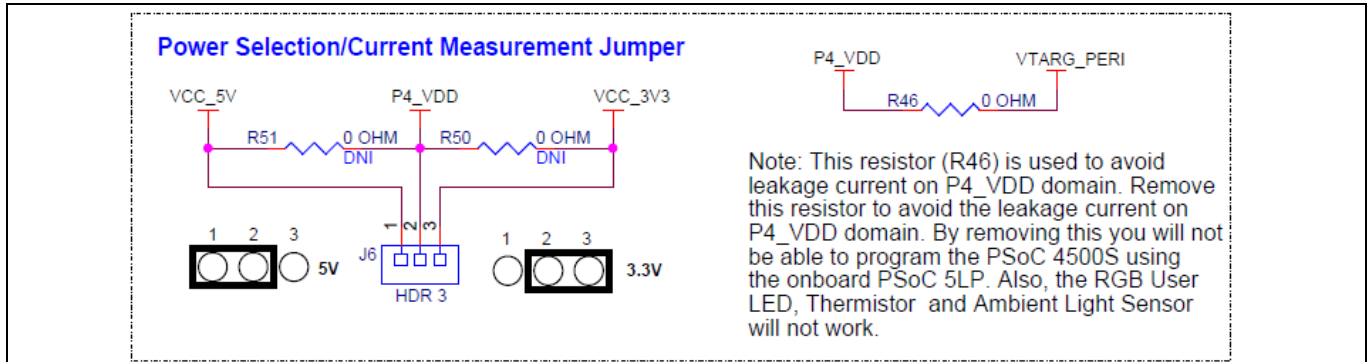 Power Selection/Current Measurement Jumper
VCC_5V P4_VDD VCC_3V3
R51 0 OHM R50 0 OHM
DNI DNI
1 2 3
1 2 3 5V
J6
HDR 3
1 2 3 3.3V
P4_VDD VTARG_PERI
R46 0 OHM
Note: This resistor (R46) is used to avoid
leakage current on P4_VDD domain. Remove
this resistor to avoid the leakage current on
P4_VDD domain. By removing this you will not
be able to program the PSoC 4500S using
the onboard PSoC 5LP. Also, the RGB User
LED, Thermistor and Ambient Light Sensor
will not work.